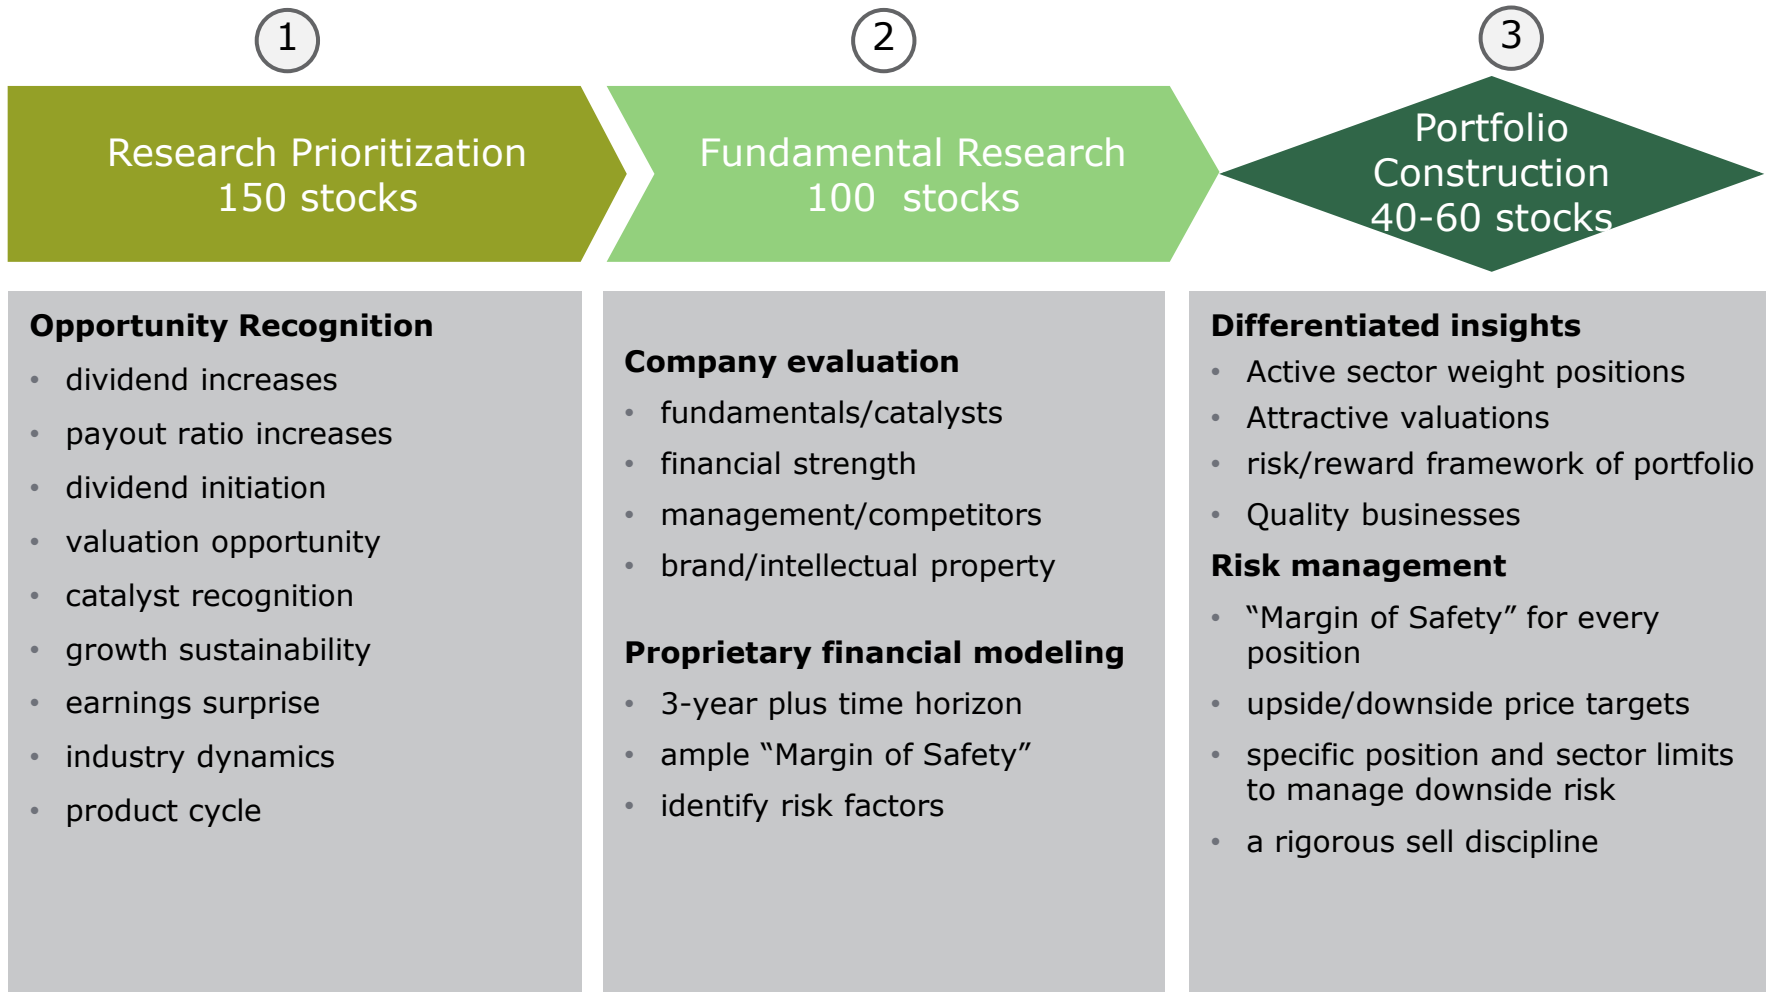 1
Research Prioritization
150 stocks
Opportunity Recognition
• dividend increases
• payout ratio increases
• dividend initiation
• valuation opportunity
• catalyst recognition
• growth sustainability
• earnings surprise
• industry dynamics
• product cycle
2
Fundamental Research
100 stocks
Company evaluation
• fundamentals/catalysts
• financial strength
• management/competitors
• brand/intellectual property
Proprietary financial modeling
• 3-year plus time horizon
• ample “Margin of Safety”
• identify risk factors
3
Portfolio
Construction
40-60 stocks
Differentiated insights
• Active sector weight positions
• Attractive valuations
• risk/reward framework of portfolio
• Quality businesses
Risk management
• “Margin of Safety” for every
position
• upside/downside price targets
• specific position and sector limits
to manage downside risk
• a rigorous sell discipline